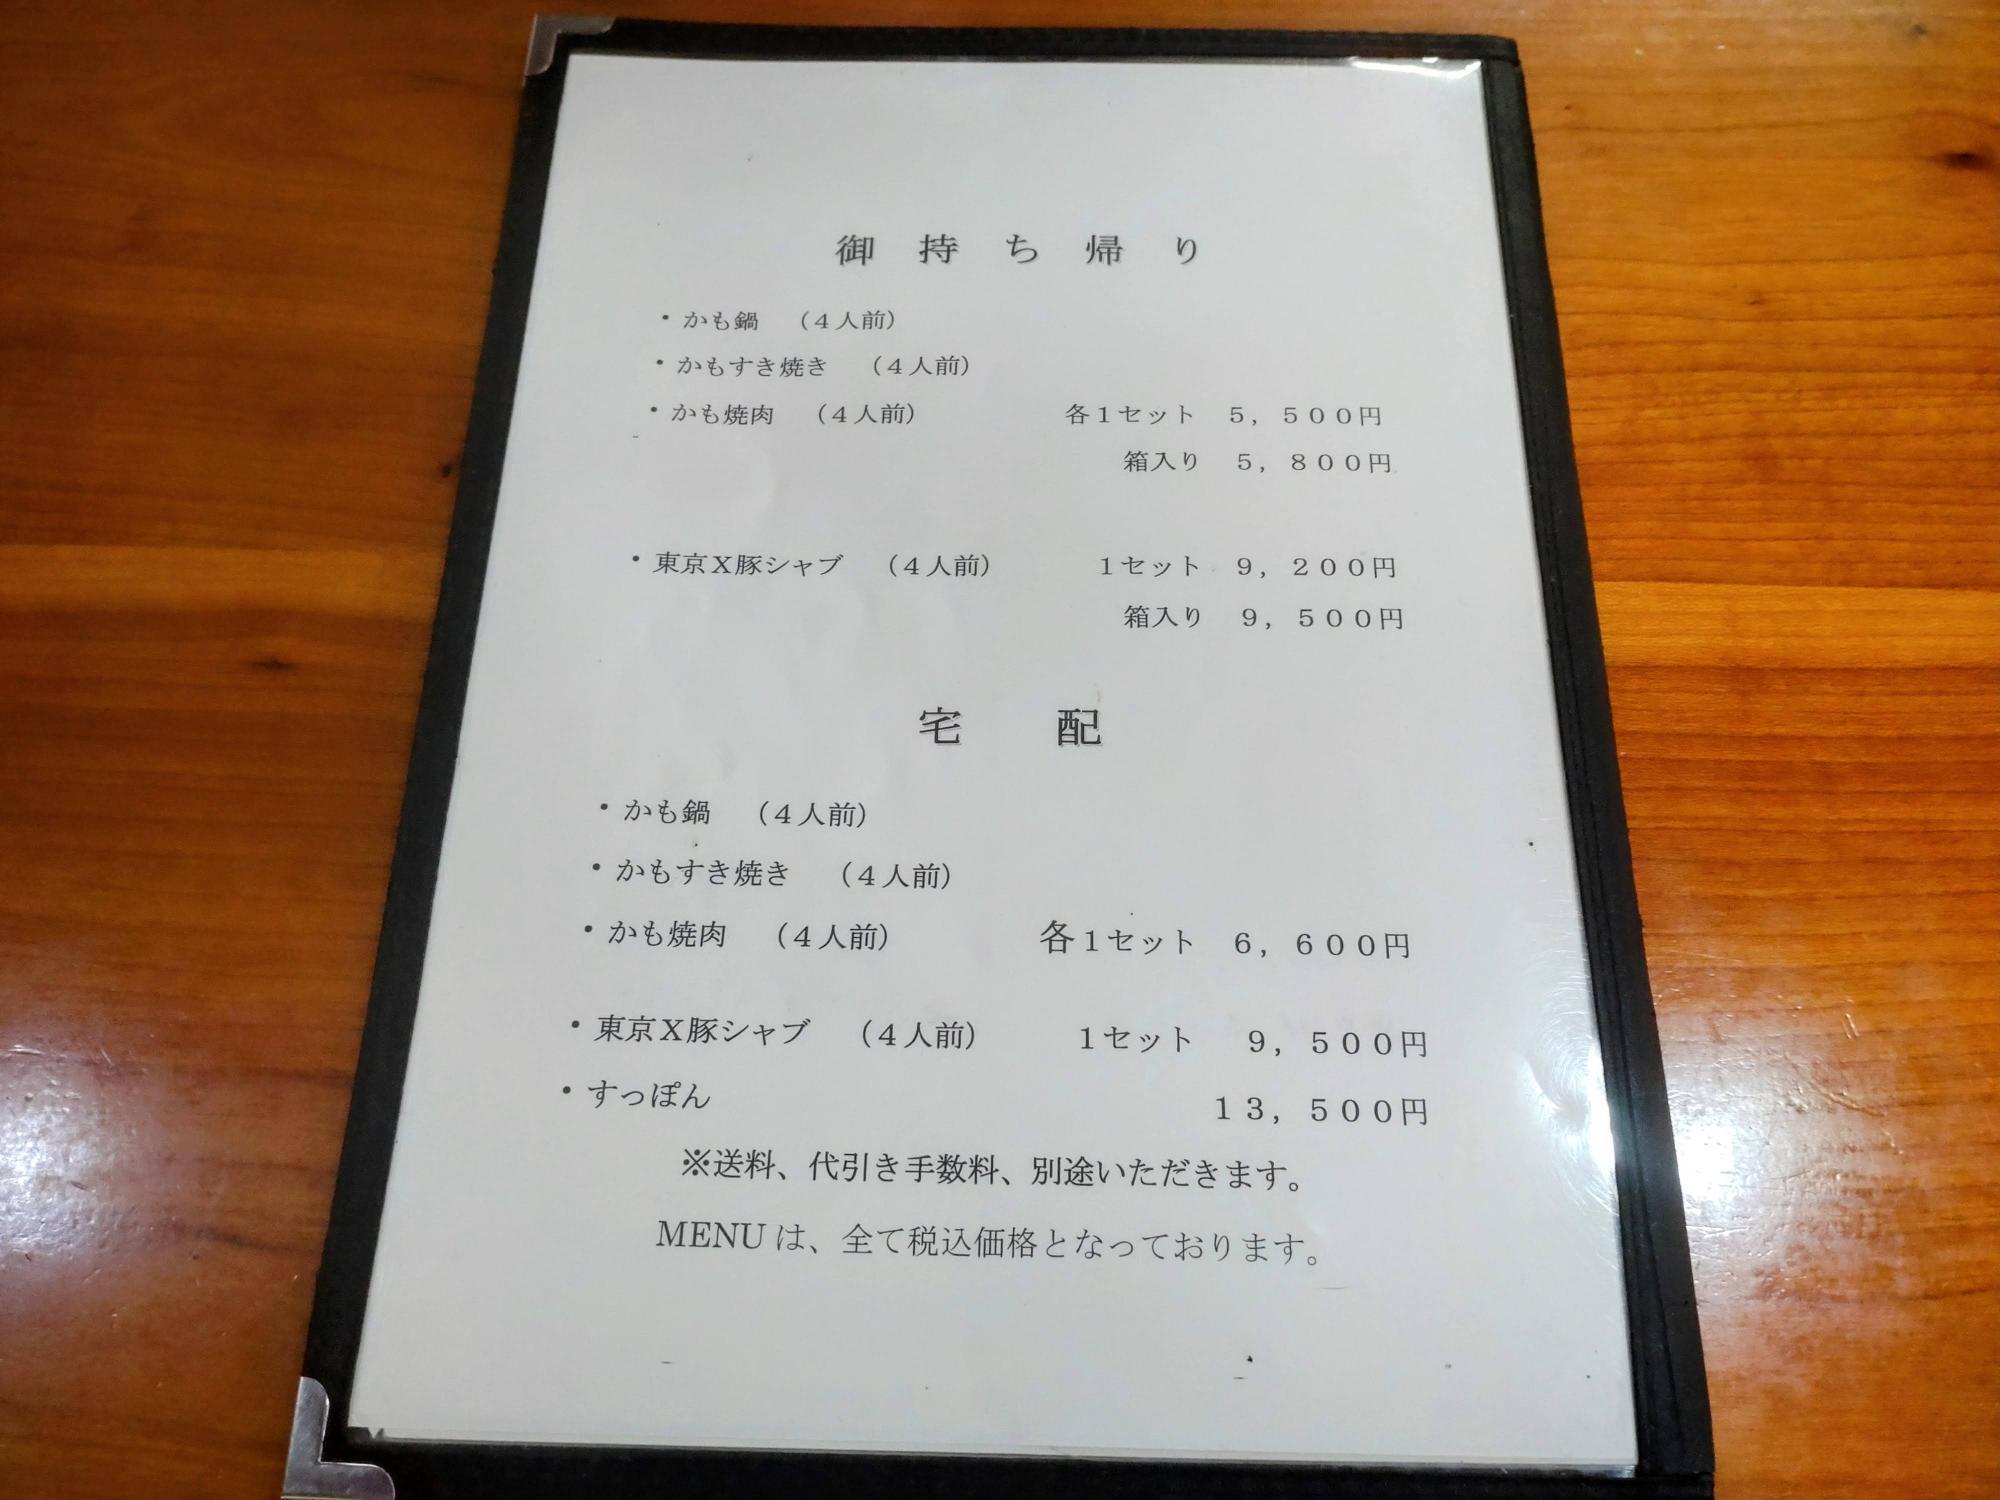 御持ち帰り
・かも鍋　（４人前）
・かもすき焼き　（４人前）
・かも焼肉　（４人前）　各１セット　５，５００円
箱入り　５，８００円
・東京Ｘ豚シャブ　（４人前）　１セット　９，２００円
箱入り　９，５００円
宅配
・かも鍋　（４人前）
・かもすき焼き　（４人前）
・かも焼肉　（４人前）　各１セット　６，６００円
・東京Ｘ豚シャブ　（４人前）　１セット　９，５００円
・すっぽん　１３，５００円
※送料、代引き手数料、別途いただきます。
MENUは、全て税込価格となっております。